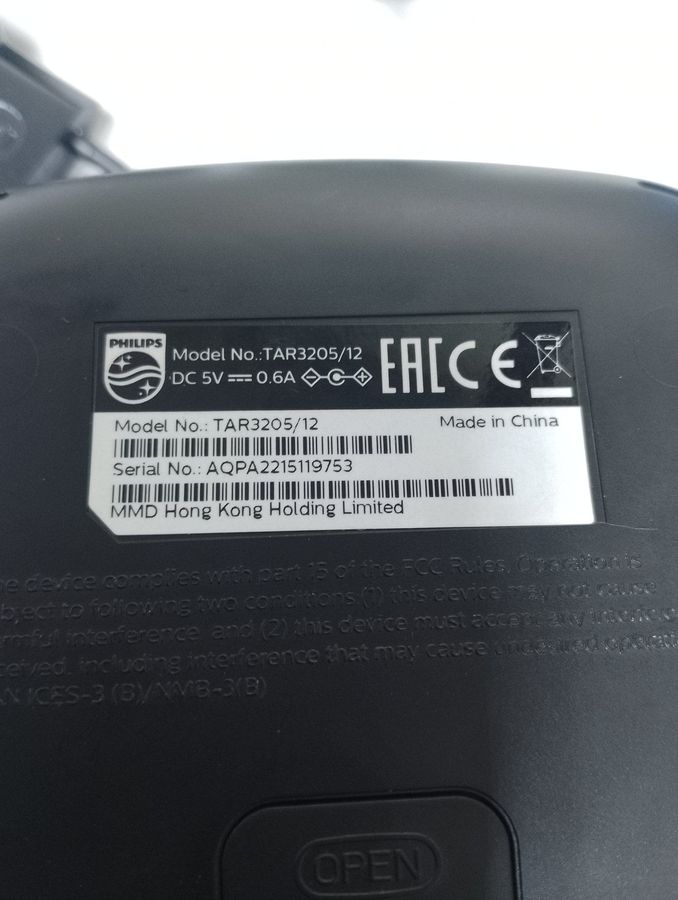 PHILIPS
Model No.:TAR3205/12
DC 5V 0.6A
EAC CE
Model No.: TAR3205/12
Made in China
Serial No.: AQPA2215119753
MMD Hong Kong Holding Limited
device complies with part 15 of the FCC Rules. Operation is
to following two conditions (1) this device may not cause
interference, and (2) this device must accept any
including interference that may cause undesired
ICES-3 (B)/NMB-3(B)
OPEN